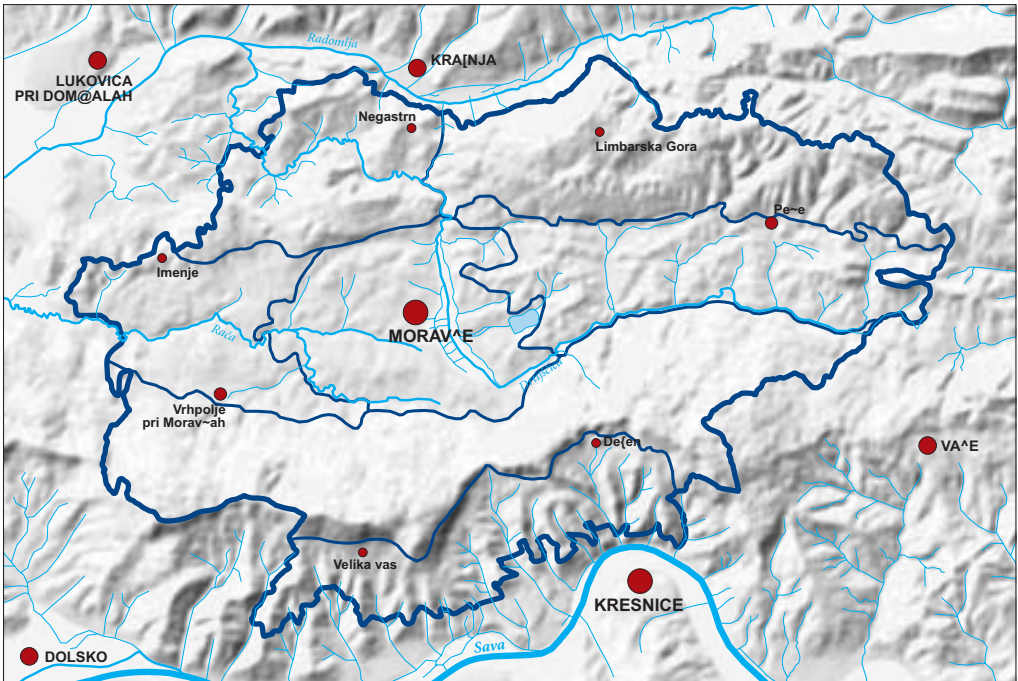 Radomlja
KRA[NJA
LUKOVICA
PRI DOM@ALAH
Negastrn
Limbarska Gora
Pe~e
Imenje
MORAV^E
Rača
Drtijščica
Vrhpolje
pri Morav~ah
De{en
VA^E
Velika vas
KRESNICE
Sava
DOLSKO